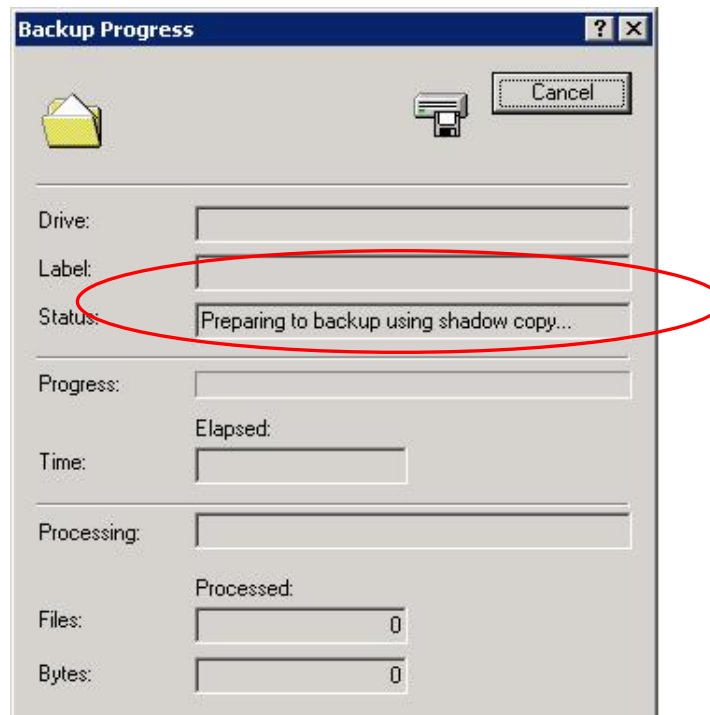 Backup Progress
Cancel
Drive:
Label:
Status: Preparing to backup using shadow copy...
Progress:
Elapsed:
Time:
Processing:
Processed:
Files: 0
Bytes: 0